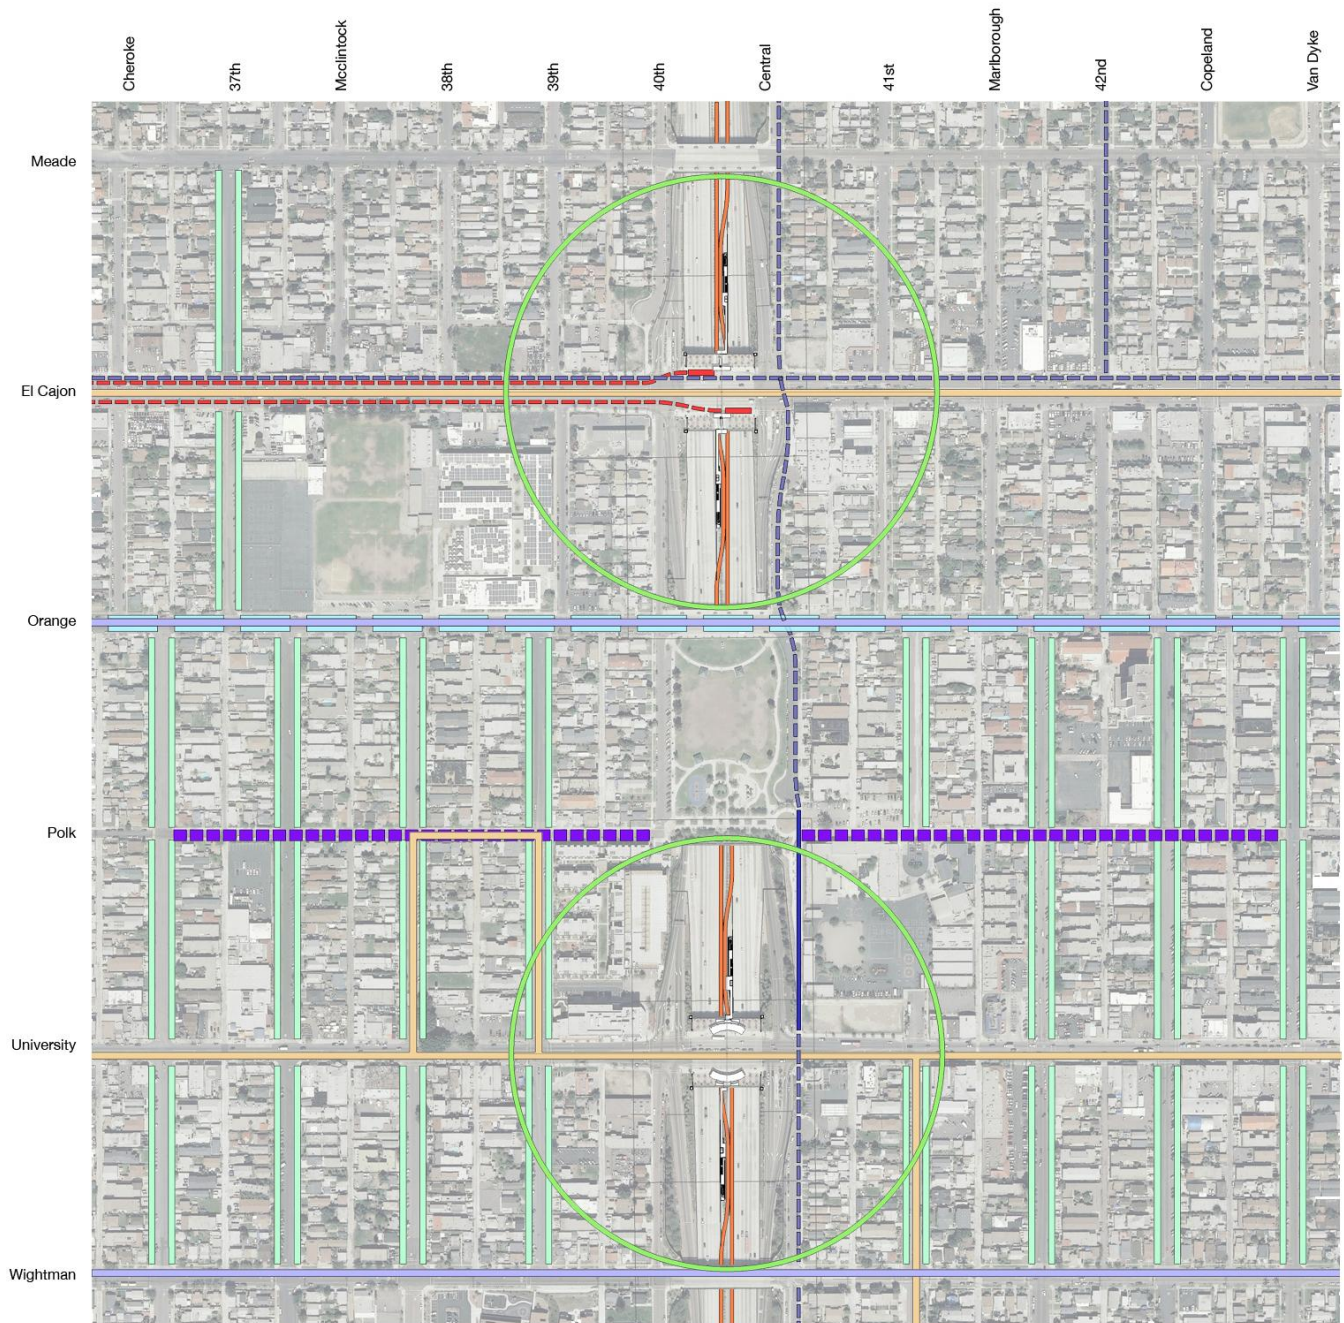 Cheroke
37th
Mcclintock
38th
39th
40th
Central
41st
Marlborough
42nd
Copeland
Van Dyke
Meade
El Cajon
Orange
Polk
University
Wightman